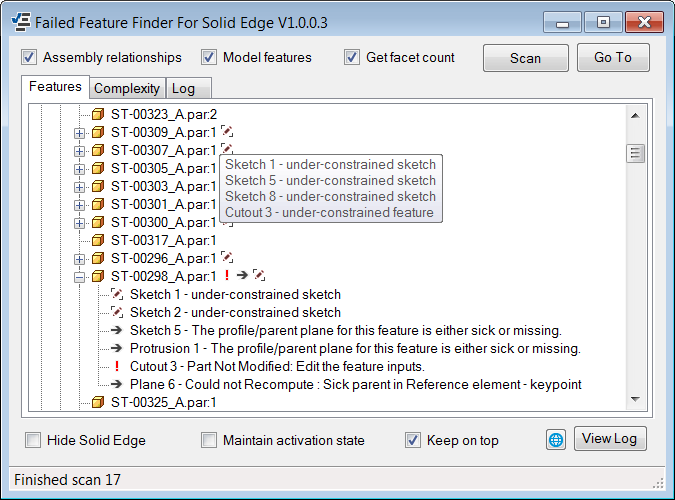 Failed Feature Finder For Solid Edge V1.0.0.3
Assembly relationships Model features Get facet count Scan Go To
Features Complexity Log
ST-00323_A.par:2
ST-00309_A.par:1
ST-00307_A.par:1
Sketch 1 - under-constrained sketch
ST-00305_A.par:1
Sketch 5 - under-constrained sketch
ST-00303_A.par:1
Sketch 8 - under-constrained sketch
ST-00301_A.par:1
Cutout 3 - under-constrained feature
ST-00300_A.par:1
ST-00317_A.par:1
ST-00296_A.par:1
ST-00298_A.par:1
Sketch 1 - under-constrained sketch
Sketch 2 - under-constrained sketch
Sketch 5 - The profile/parent plane for this feature is either sick or missing.
Protrusion 1 - The profile/parent plane for this feature is either sick or missing.
Cutout 3 - Part Not Modified: Edit the feature inputs.
Plane 6 - Could not Recompute : Sick parent in Reference element - keypoint
ST-00325_A.par:1
Hide Solid Edge Maintain activation state Keep on top View Log
Finished scan 17